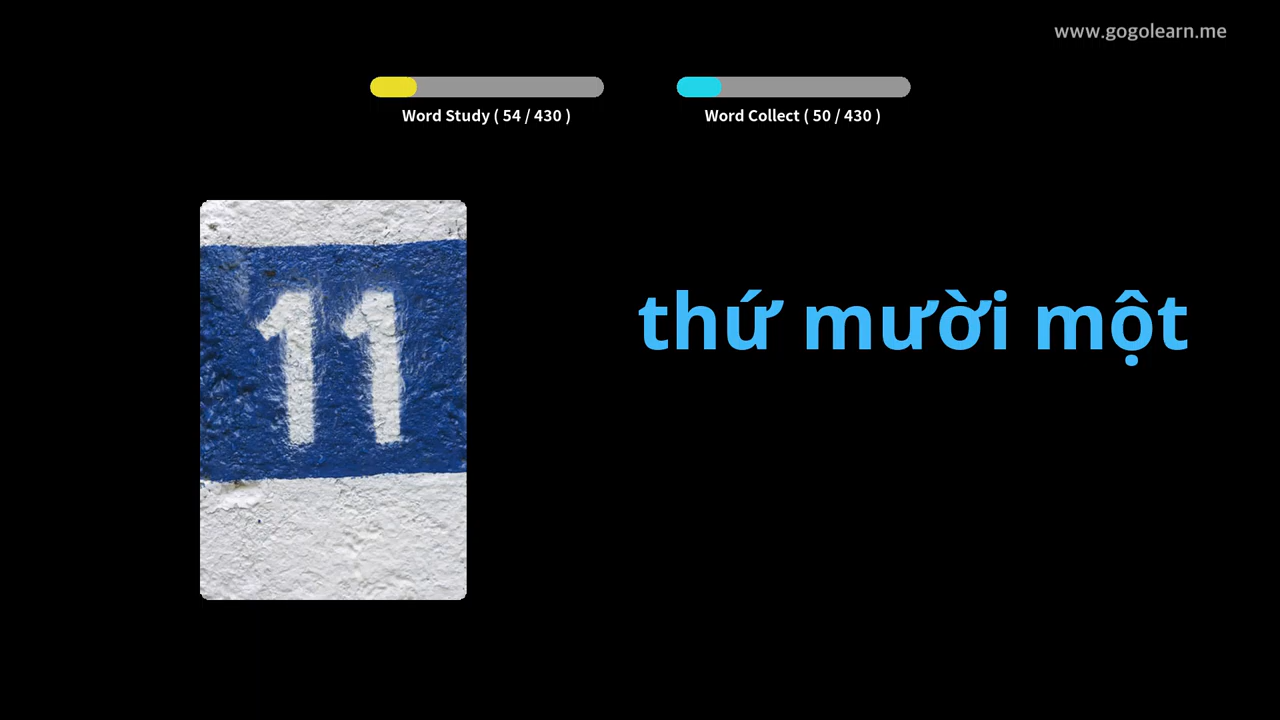 www.gogolearn.me
Word Study ( 54 / 430 )
Word Collect ( 50 / 430 )
11
thứ mười một